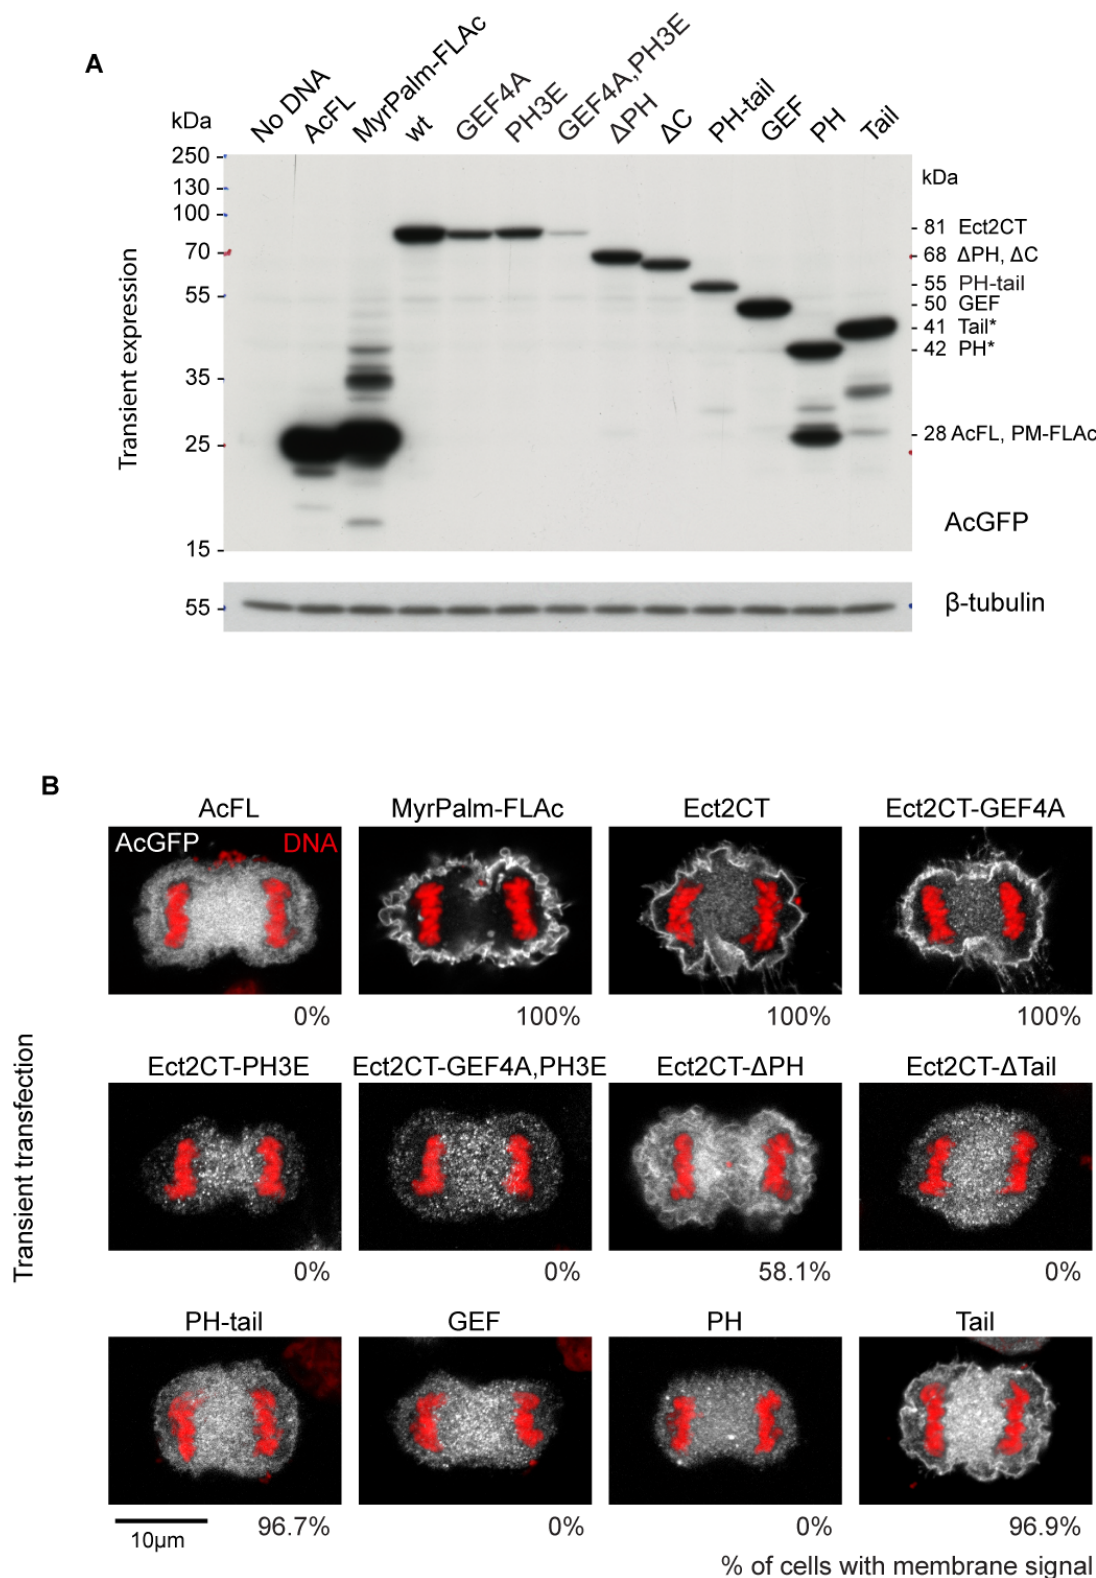 A
No DNA
AcFL
MyrPalm-FLAc
wt
GEF4A
PH3E
GEF4A,PH3E
ΔPH
ΔC
PH-tail
GEF
PH
Tail
kDa
250 -
130 -
100 -
70 -
55 -
35 -
25 -
15 -
Transient expression
kDa
- 81 Ect2CT
- 68 ΔPH, ΔC
- 55 PH-tail
- 50 GEF
- 41 Tail*
- 42 PH*
- 28 AcFL, PM-FLAc
AcGFP
55 -
β-tubulin
B
AcFL
MyrPalm-FLAc
Ect2CT
Ect2CT-GEF4A
AcGFP
DNA
0%
100%
100%
100%
Transient transfection
Ect2CT-PH3E
Ect2CT-GEF4A,PH3E
Ect2CT-ΔPH
Ect2CT-ΔTail
0%
0%
58.1%
0%
PH-tail
GEF
PH
Tail
10μm
96.7%
0%
0%
96.9%
% of cells with membrane signal